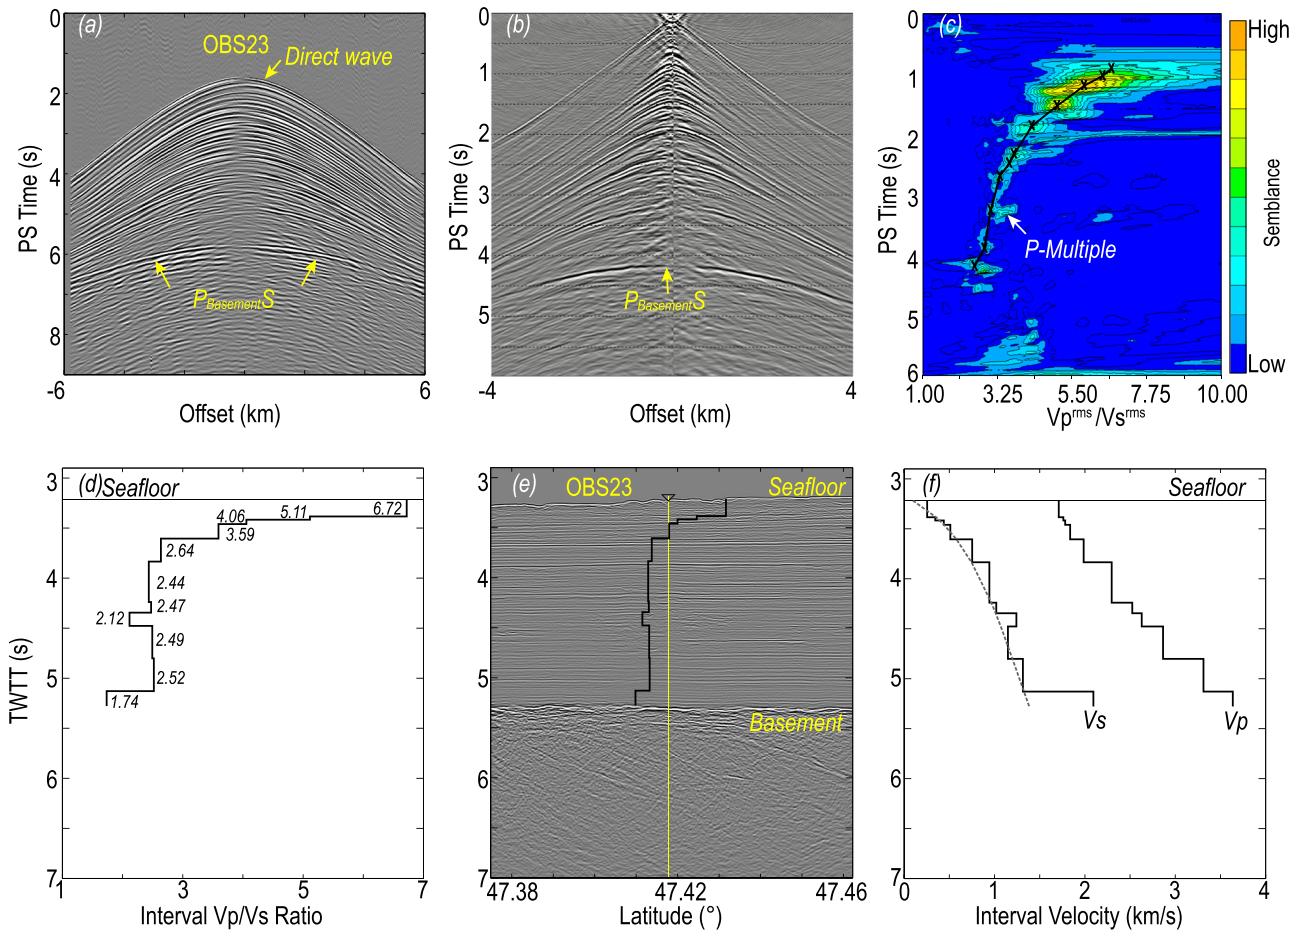 (a)
OBS23
Direct wave
P_BasementS
PS Time (s)
0
2
4
6
8
-6
6
Offset (km)
(b)
P_BasementS
PS Time (s)
0
1
2
3
4
5
-4
4
Offset (km)
(c)
P-Multiple
PS Time (s)
0
1
2
3
4
5
6
1.00
3.25
5.50
7.75
10.00
Vp^rms/Vs^rms
High
Semblance
Low
(d)
Seafloor
6.72
5.11
4.06
3.59
2.64
2.44
2.47
2.12
2.49
2.52
1.74
TWTT (s)
3
4
5
6
7
1
3
5
7
Interval Vp/Vs Ratio
(e)
OBS23
Seafloor
Basement
3
4
5
6
7
47.38
47.42
47.46
Latitude (°)
(f)
Seafloor
Vs
Vp
3
4
5
6
7
0
1
2
3
4
Interval Velocity (km/s)